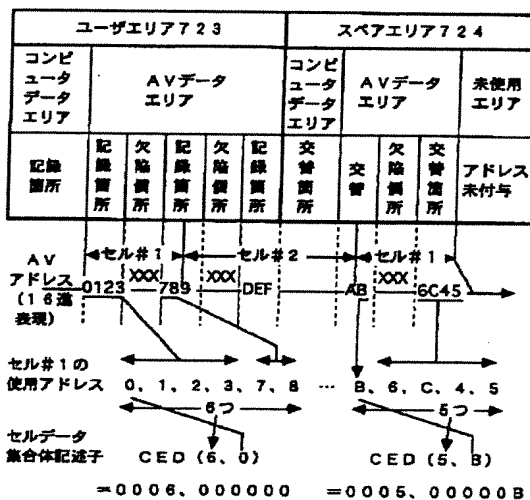 ユーザエリア723
スペアエリア724
コンピュータデータエリア
AVデータエリア
コンピュータデータエリア
AVデータエリア
未使用エリア
記録箇所
記録箇所
欠陥個所
記録箇所
欠陥個所
記録箇所
交替箇所
交替
欠陥個所
交替箇所
アドレス未付与
セル#1
セル#2
セル#1
AVアドレス(16進表現)
0123
XXX
789
XXX
DEF
AB
XXX
6C45
セル#1の使用アドレス
0、1、2、3、7、8 … B、6、C、4、5
6つ
5つ
セルデータ集合体記述子
CED(6、0)
CED(5、B)
=0006、000000
=0005、00000B